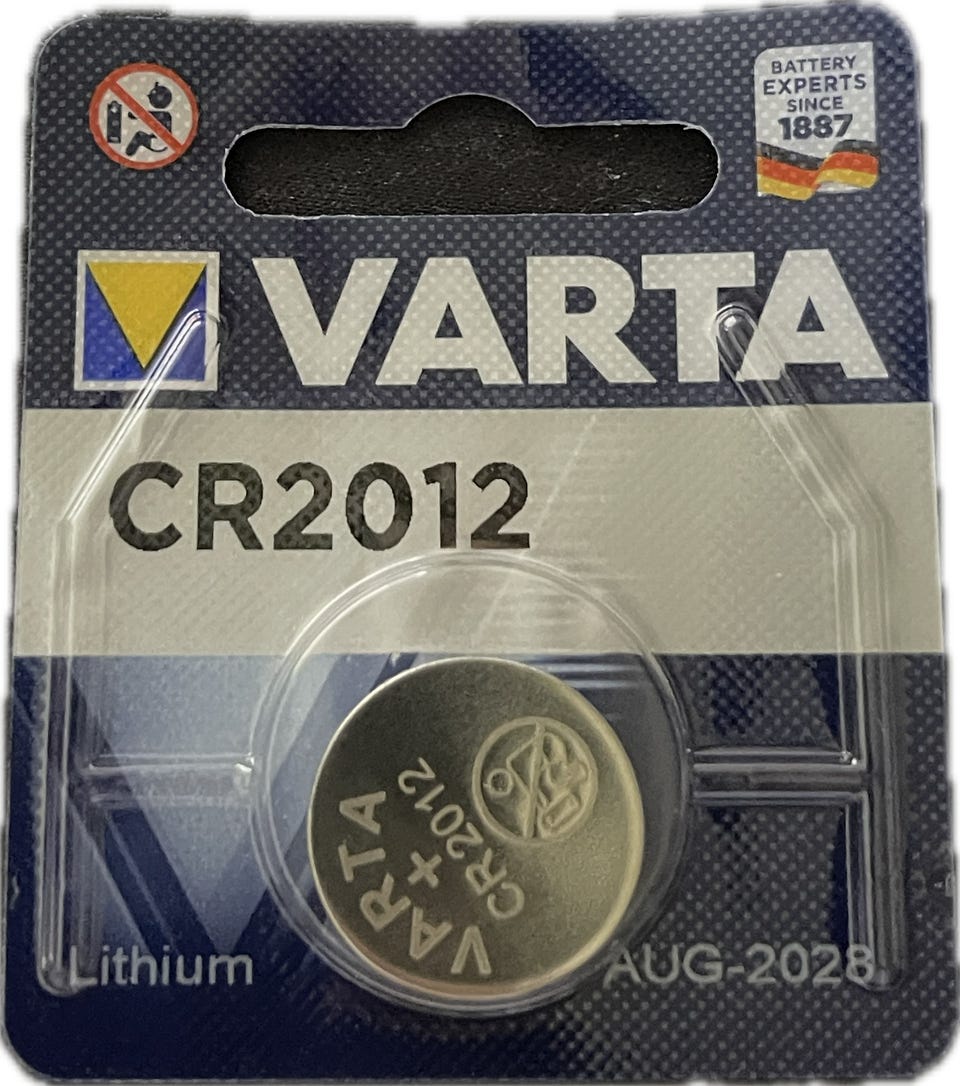 BATTERY
EXPERTS
SINCE
1887
VARTA
CR2012
VARTA
+
CR2012
Lithium
AUG-2028